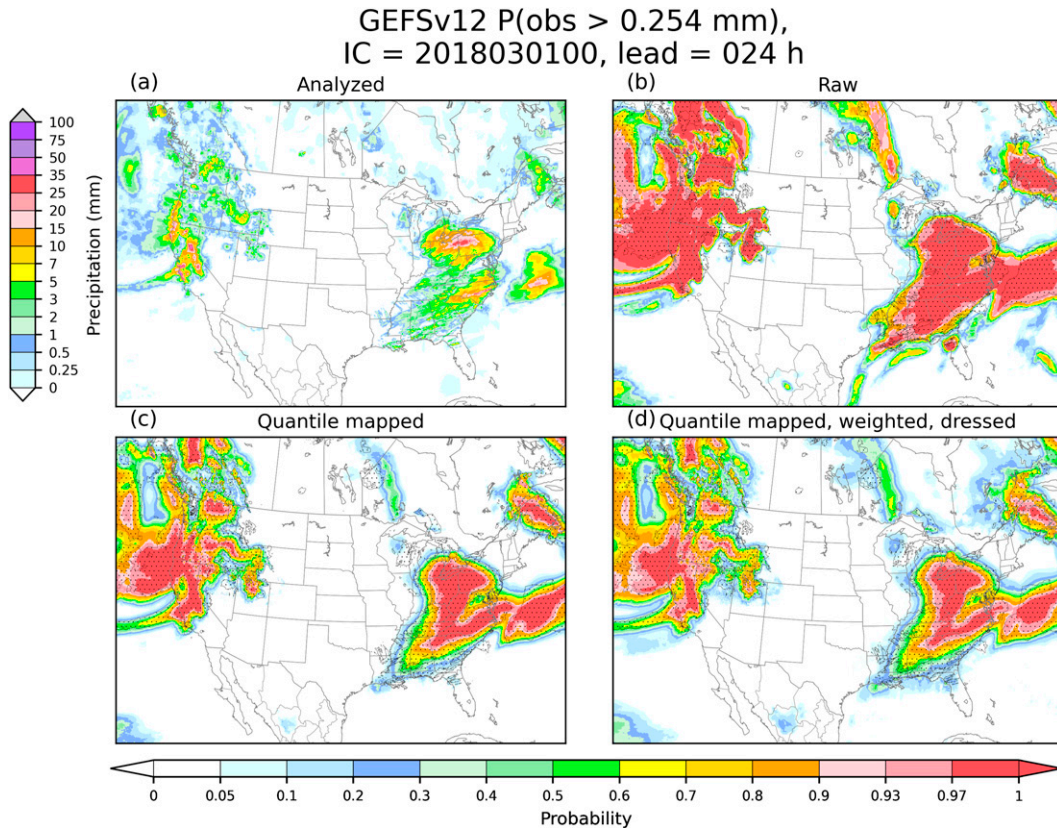 GEFSv12 P(obs > 0.254 mm),
IC = 2018030100, lead = 024 h
(a) Analyzed
(b) Raw
Precipitation (mm)
100
75
50
35
25
20
15
10
7
5
3
2
1
0.5
0.25
0
(c) Quantile mapped
(d) Quantile mapped, weighted, dressed
0 0.05 0.1 0.2 0.3 0.4 0.5 0.6 0.7 0.8 0.9 0.93 0.97 1
Probability